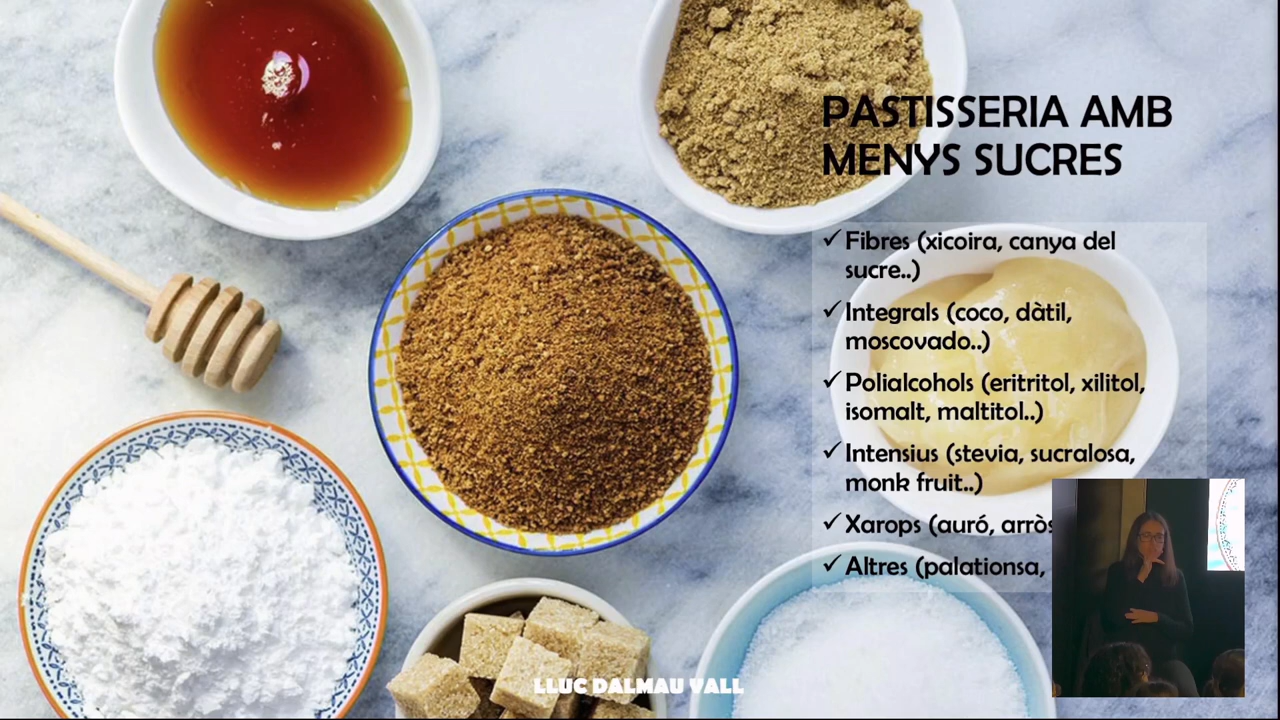 PASTISSERIA AMB
MENYS SUCRES
✓ Fibres (xicoira, canya del
sucre..)
✓ Integrals (coco, dàtil,
moscovado..)
✓ Polialcohols (eritritol, xilitol,
isomalt, maltitol..)
✓ Intensius (stevia, sucralosa,
monk fruit..)
✓ Xarops (auró, arròs
✓ Altres (palationsa,
LLUC DALMAU VALL